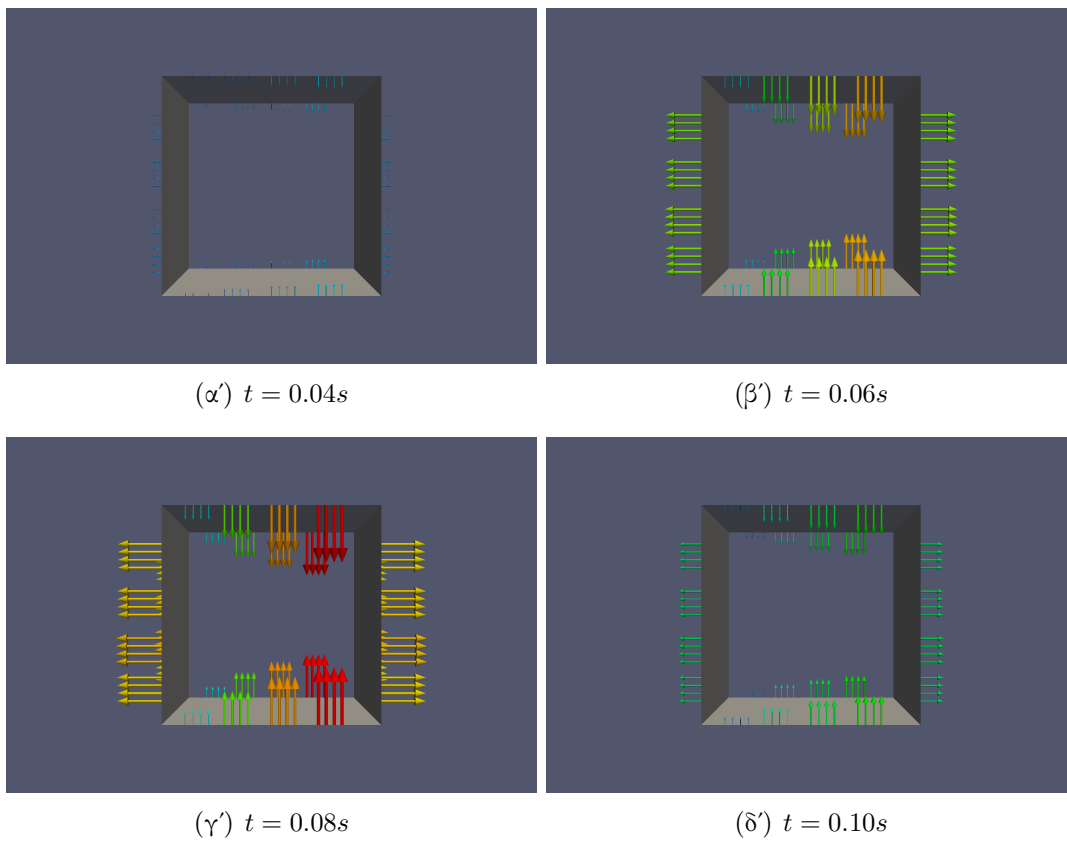 (α′) t = 0.04s
(β′) t = 0.06s
(γ′) t = 0.08s
(δ′) t = 0.10s